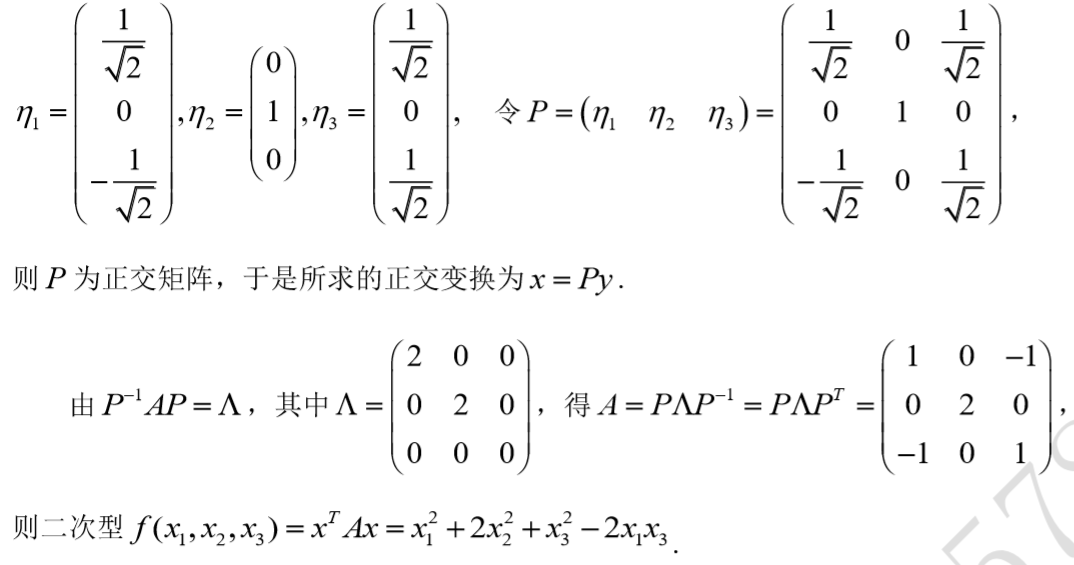 $\eta_1 = \begin{pmatrix} \frac{1}{\sqrt{2}} \\ 0 \\ -\frac{1}{\sqrt{2}} \end{pmatrix}, \eta_2 = \begin{pmatrix} 0 \\ 1 \\ 0 \end{pmatrix}, \eta_3 = \begin{pmatrix} \frac{1}{\sqrt{2}} \\ 0 \\ \frac{1}{\sqrt{2}} \end{pmatrix}$, 令 $P = (\eta_1 \quad \eta_2 \quad \eta_3) = \begin{pmatrix} \frac{1}{\sqrt{2}} & 0 & \frac{1}{\sqrt{2}} \\ 0 & 1 & 0 \\ -\frac{1}{\sqrt{2}} & 0 & \frac{1}{\sqrt{2}} \end{pmatrix}$,
则 $P$ 为正交矩阵，于是所求的正交变换为 $x = Py$.
由 $P^{-1}AP = \Lambda$，其中 $\Lambda = \begin{pmatrix} 2 & 0 & 0 \\ 0 & 2 & 0 \\ 0 & 0 & 0 \end{pmatrix}$，得 $A = P\Lambda P^{-1} = P\Lambda P^T = \begin{pmatrix} 1 & 0 & -1 \\ 0 & 2 & 0 \\ -1 & 0 & 1 \end{pmatrix}$,
则二次型 $f(x_1, x_2, x_3) = x^T Ax = x_1^2 + 2x_2^2 + x_3^2 - 2x_1x_3$.